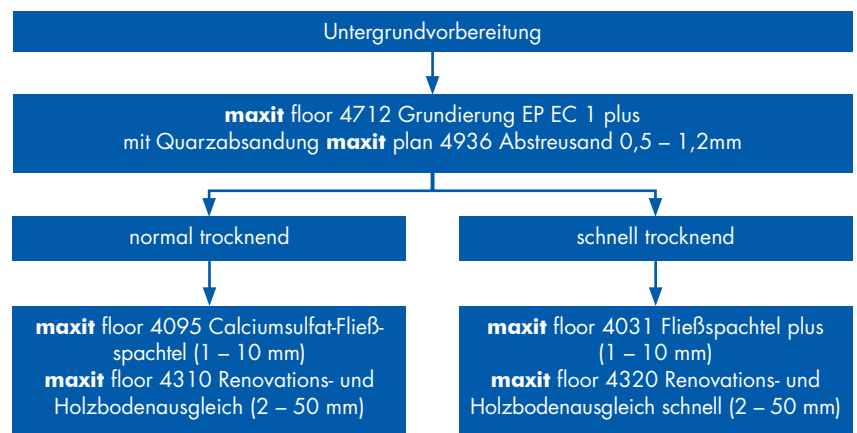 Untergrundvorbereitung
maxit floor 4712 Grundierung EP EC 1 plus
mit Quarzabsandung maxit plan 4936 Abstreusand 0,5 – 1,2mm
normal trocknend
schnell trocknend
maxit floor 4095 Calciumsulfat-Fließ-
spachtel (1 – 10 mm)
maxit floor 4310 Renovations- und
Holzbodenausgleich (2 – 50 mm)
maxit floor 4031 Fließspachtel plus
(1 – 10 mm)
maxit floor 4320 Renovations- und
Holzbodenausgleich schnell (2 – 50 mm)